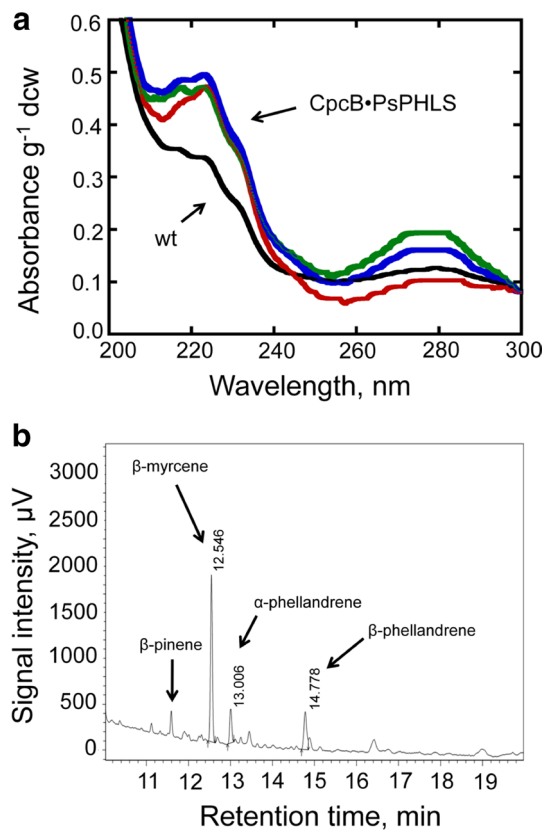 a
Absorbance g-1 dcw
0.6
0.5
0.4
0.3
0.2
0.1
0.0
CpcB•PsPHLS
wt
200 220 240 260 280 300
Wavelength, nm
b
Signal intensity, µV
3000
2500
2000
1500
1000
500
0
β-myrcene
12.546
α-phellandrene
β-pinene
13.006
β-phellandrene
14.778
11 12 13 14 15 16 17 18 19
Retention time, min